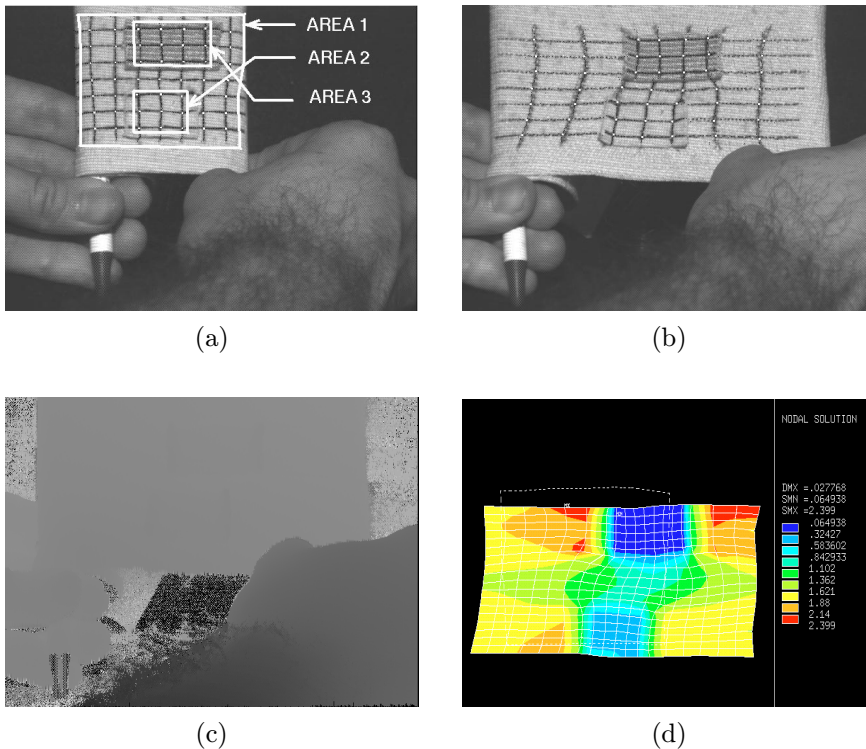 AREA 1
AREA 2
AREA 3
(a)
(b)
(c)
(d)
NODAL SOLUTION
DMX =.027768
SMN =.064938
SMX =2.399
.064938
.32427
.583602
.842933
1.102
1.362
1.621
1.88
2.14
2.399